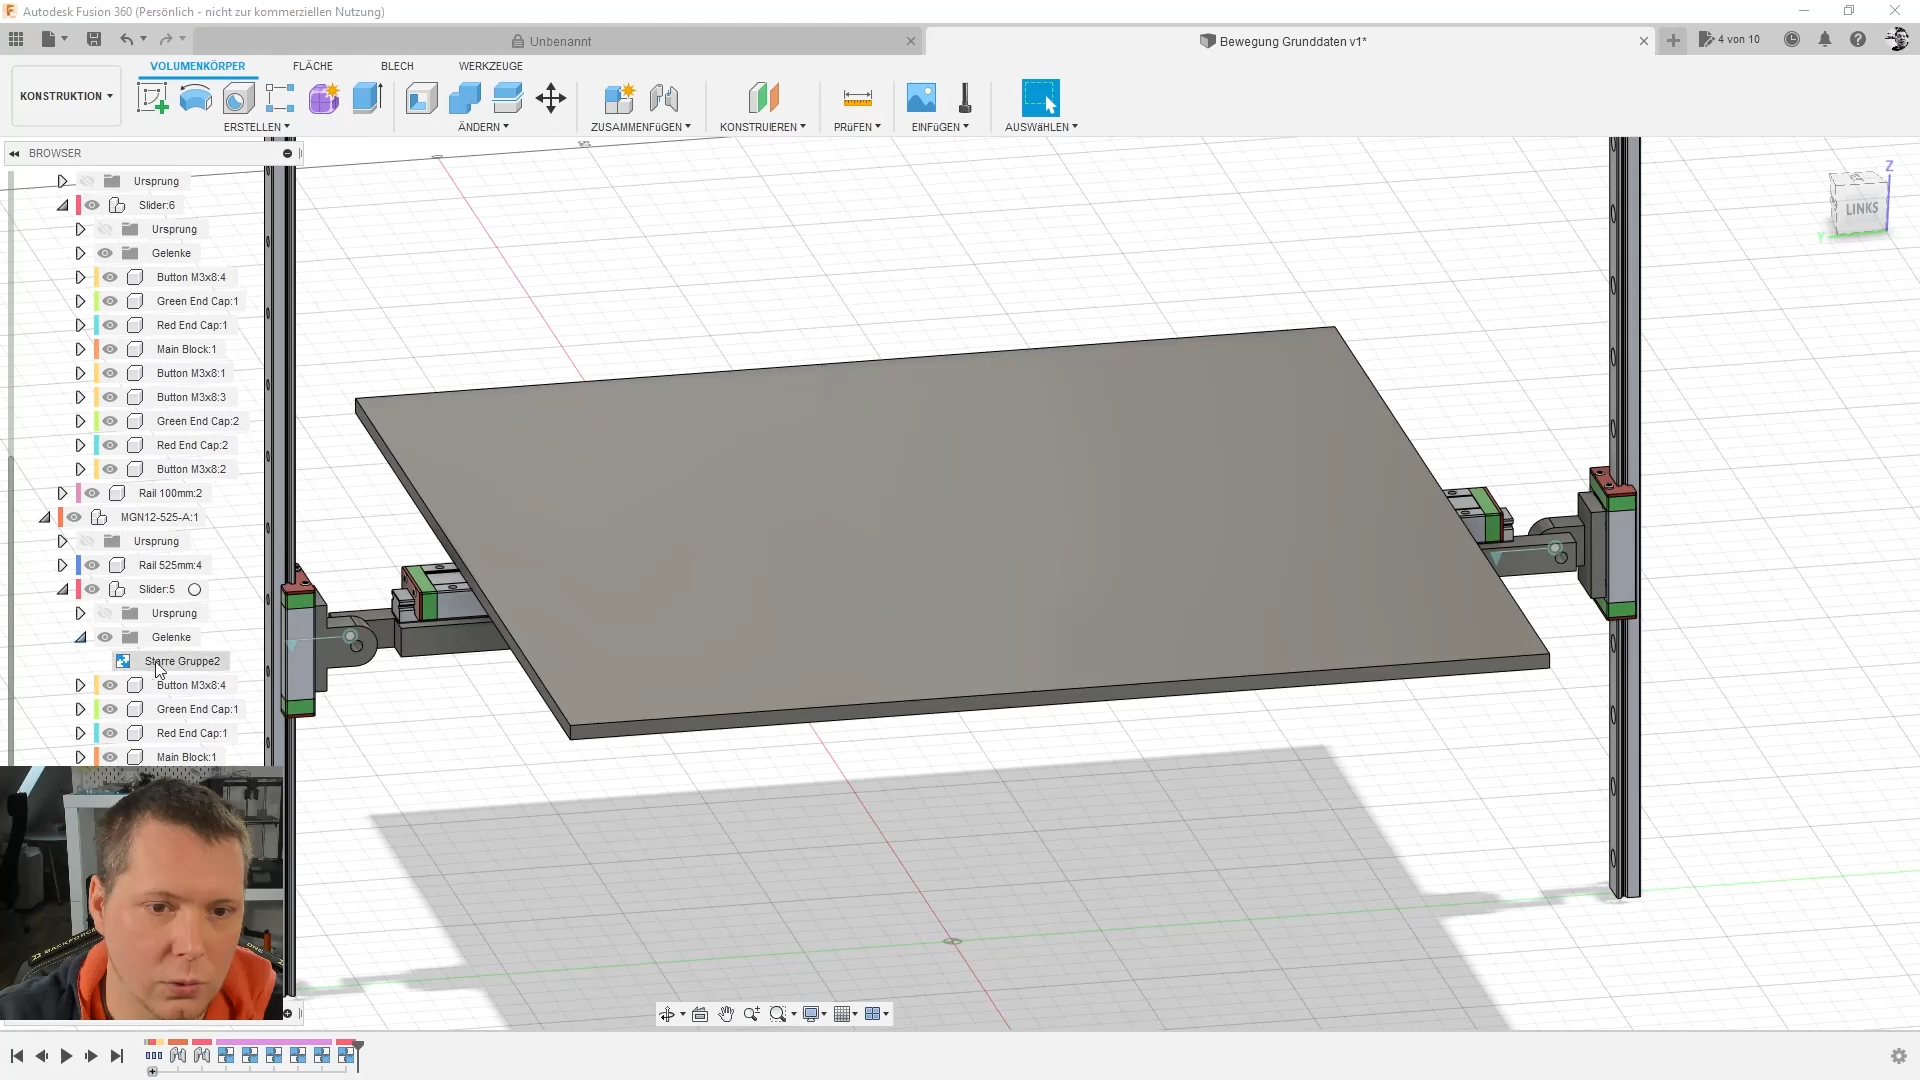 Autodesk Fusion 360 (Persönlich - nicht zur kommerziellen Nutzung)
Unbenannt
Bewegung Grunddaten v1*
4 von 10
VOLUMENKÖRPER
FLÄCHE
BLECH
WERKZEUGE
KONSTRUKTION
ERSTELLEN
ÄNDERN
ZUSAMMENFüGEN
KONSTRUIEREN
PRüFEN
EINFüGEN
AUSWäHLEN
BROWSER
Ursprung
Slider:6
Ursprung
Gelenke
Button M3x8:4
Green End Cap:1
Red End Cap:1
Main Block:1
Button M3x8:1
Button M3x8:3
Green End Cap:2
Red End Cap:2
Button M3x8:2
Rail 100mm:2
MGN12-525-A:1
Ursprung
Rail 525mm:4
Slider:5
Ursprung
Gelenke
Starre Gruppe2
Button M3x8:4
Green End Cap:1
Red End Cap:1
Main Block:1
Z
LINKS
Y